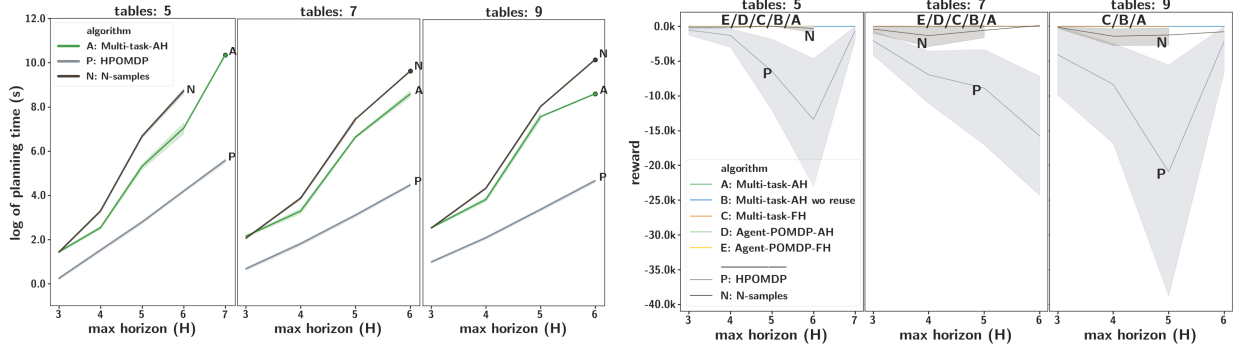 tables: 5
tables: 7
tables: 9
log of planning time (s)
12.0
10.0
8.0
6.0
4.0
2.0
0.0
algorithm
A: Multi-task-AH
P: HPOMDP
N: N-samples
A
N
P
N
A
P
N
A
P
3 4 5 6 7
3 4 5 6
3 4 5 6
max horizon (H)
max horizon (H)
max horizon (H)
tables: 5
tables: 7
tables: 9
reward
0.0k
-5.0k
-10.0k
-15.0k
-20.0k
-25.0k
-30.0k
-35.0k
-40.0k
E/D/C/B/A
N
P
E/D/C/B/A
N
P
C/B/A
N
P
algorithm
A: Multi-task-AH
B: Multi-task-AH wo reuse
C: Multi-task-FH
D: Agent-POMDP-AH
E: Agent-POMDP-FH
P: HPOMDP
N: N-samples
3 4 5 6 7
3 4 5 6
3 4 5 6
max horizon (H)
max horizon (H)
max horizon (H)